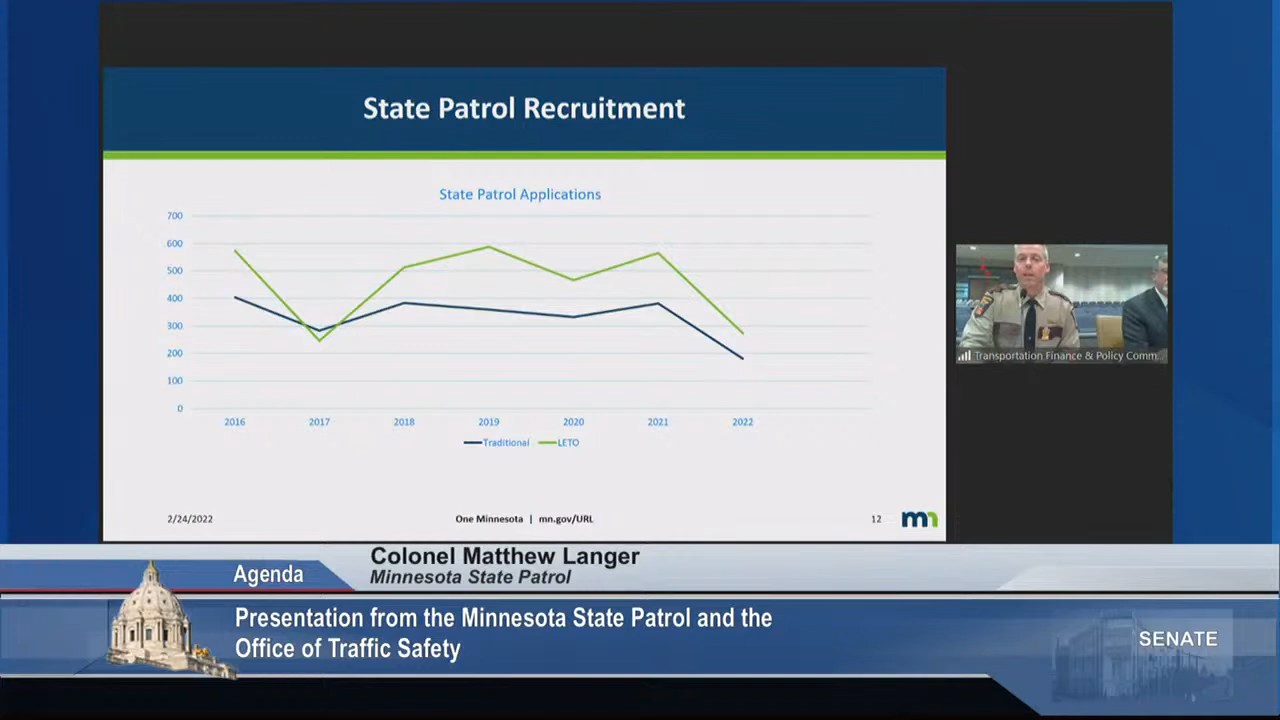 State Patrol Recruitment
State Patrol Applications
700
600
500
400
300
200
100
0
2016 2017 2018 2019 2020 2021 2022
Traditional LETO
2/24/2022 One Minnesota | mn.gov/URL 12 mn
Transportation Finance & Policy Comm...
Agenda
Colonel Matthew Langer
Minnesota State Patrol
Presentation from the Minnesota State Patrol and the
Office of Traffic Safety
SENATE